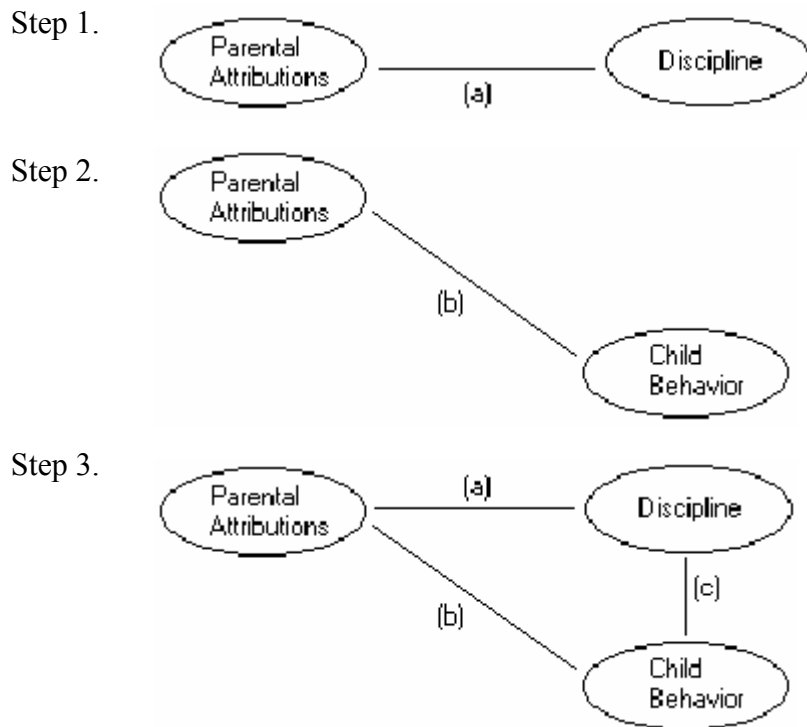 Step 1.
Parental
Attributions
(a)
Discipline
Step 2.
Parental
Attributions
(b)
Child
Behavior
Step 3.
Parental
Attributions
(a)
Discipline
(b)
(c)
Child
Behavior